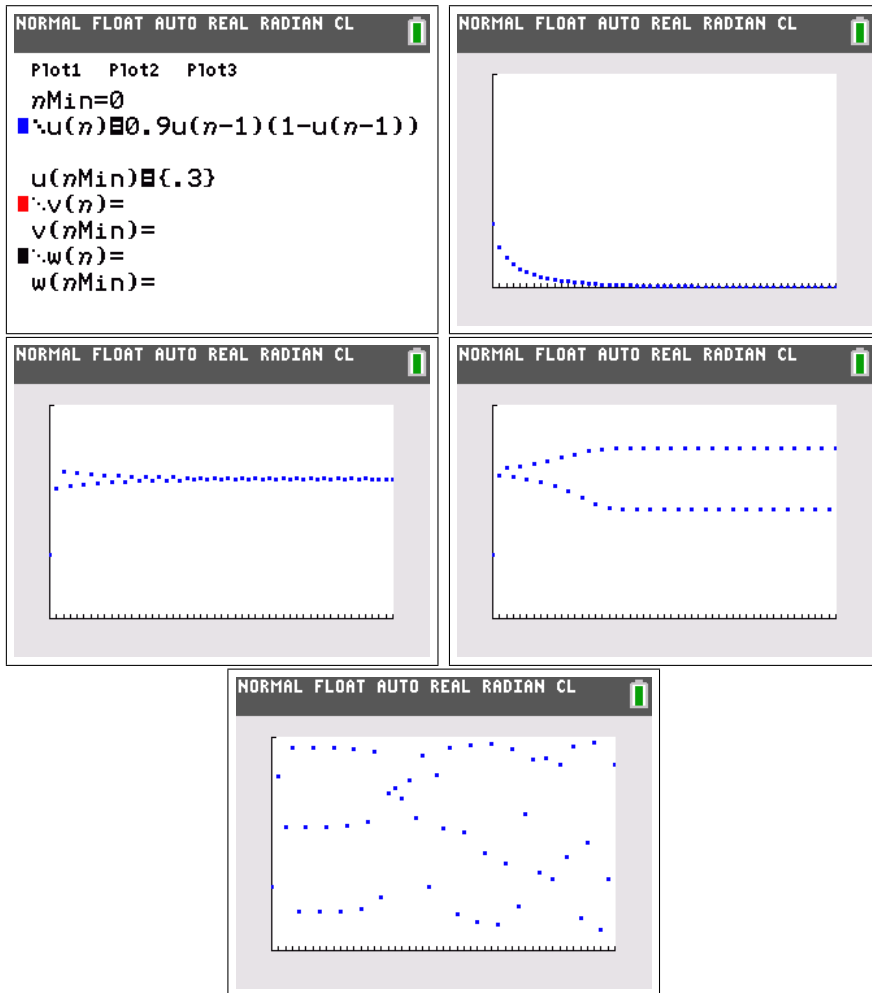 NORMAL FLOAT AUTO REAL RADIAN CL
Plot1 Plot2 Plot3
nMin=0
u(n)=0.9u(n-1)(1-u(n-1))
u(nMin)={.3}
v(n)=
v(nMin)=
w(n)=
w(nMin)=
NORMAL FLOAT AUTO REAL RADIAN CL
NORMAL FLOAT AUTO REAL RADIAN CL
NORMAL FLOAT AUTO REAL RADIAN CL
NORMAL FLOAT AUTO REAL RADIAN CL